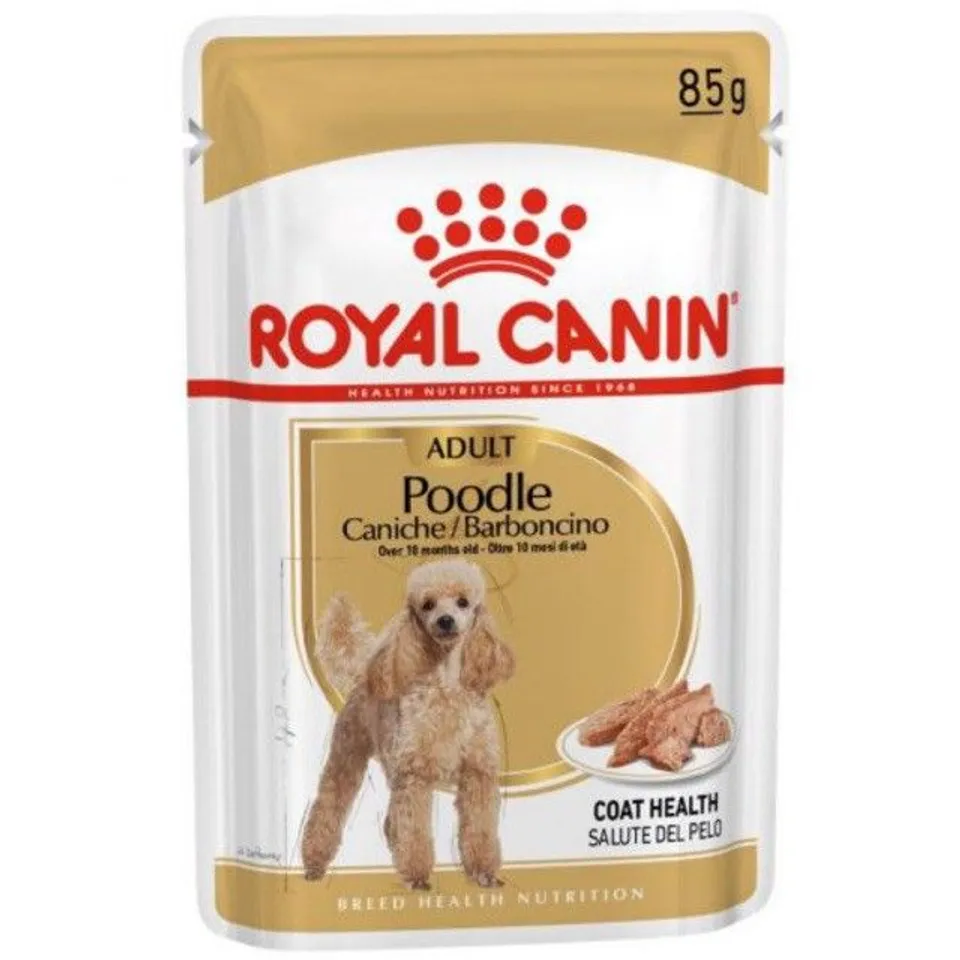 85g
ROYAL CANIN®
HEALTH NUTRITION SINCE 1968
ADULT
Poodle
Caniche/Barboncino
Over 10 months old - Oltre 10 mesi di età
COAT HEALTH
SALUTE DEL PELO
BREED HEALTH NUTRITION